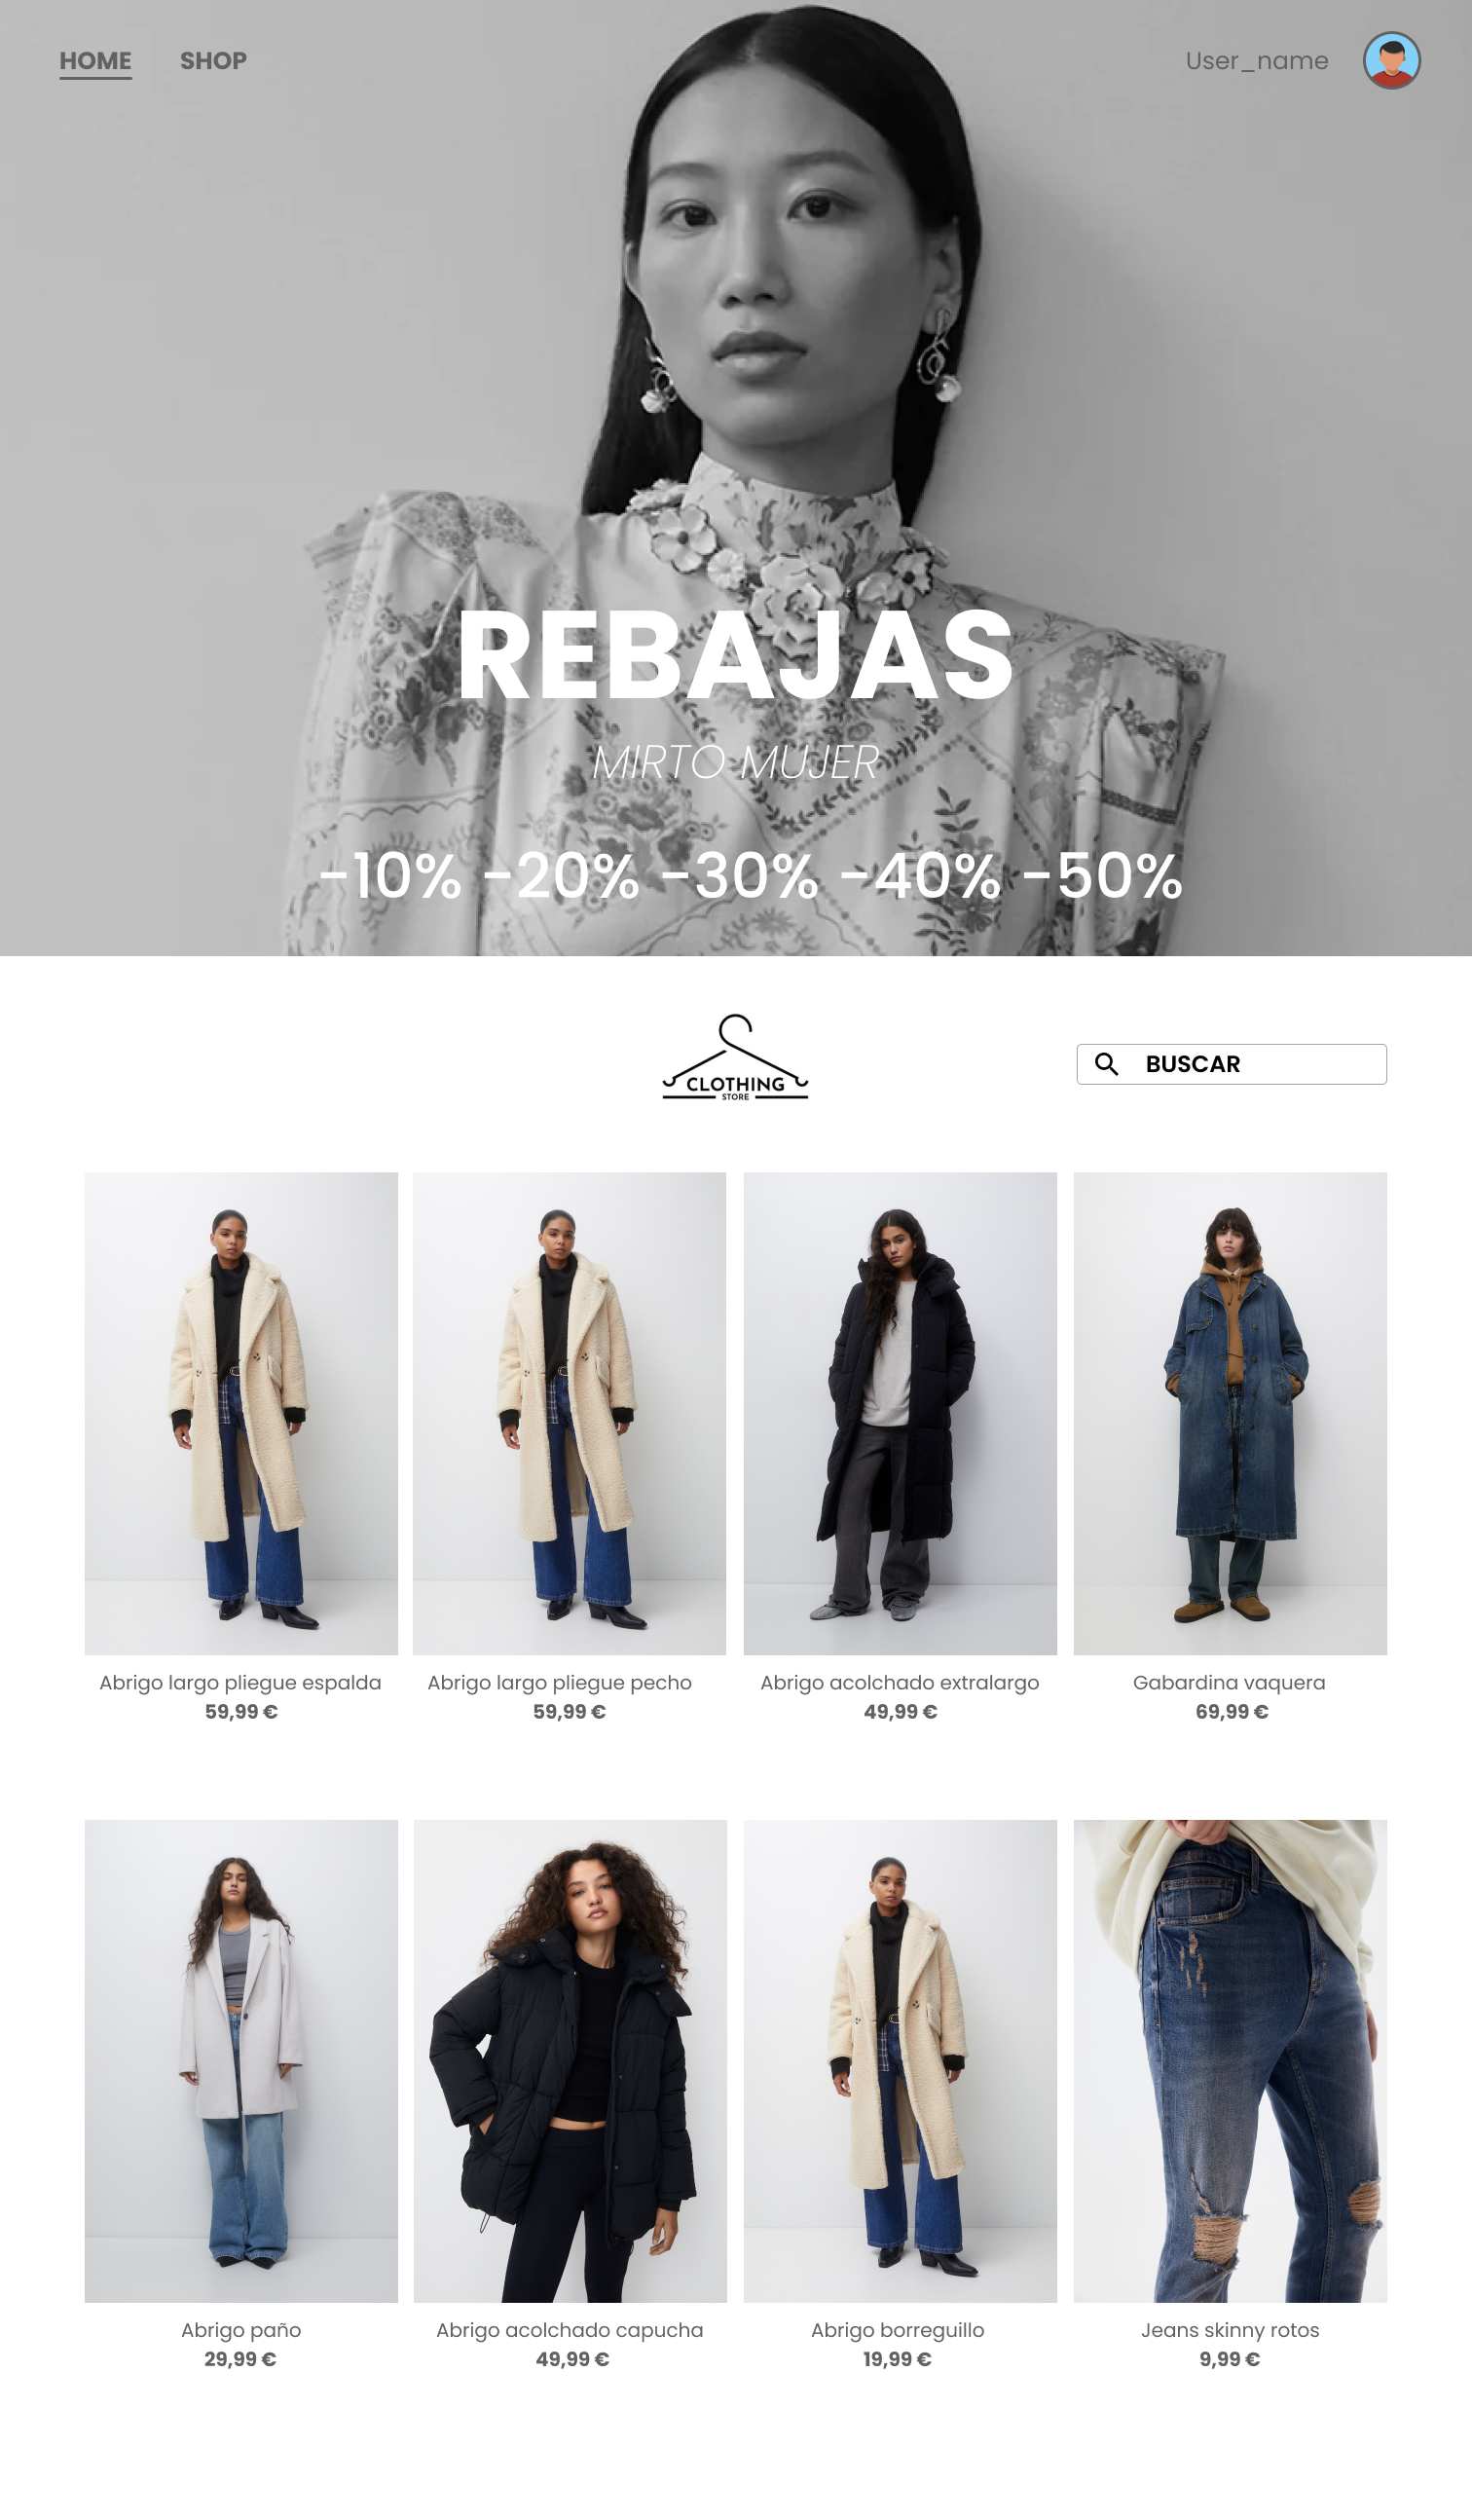 HOME SHOP User_name
REBAJAS
MIRTO MUJER
-10% -20% -30% -40% -50%
CLOTHING
STORE
BUSCAR
Abrigo largo pliegue espalda
59,99 €
Abrigo largo pliegue pecho
59,99 €
Abrigo acolchado extralargo
49,99 €
Gabardina vaquera
69,99 €
Abrigo paño
29,99 €
Abrigo acolchado capucha
49,99 €
Abrigo borreguillo
19,99 €
Jeans skinny rotos
9,99 €